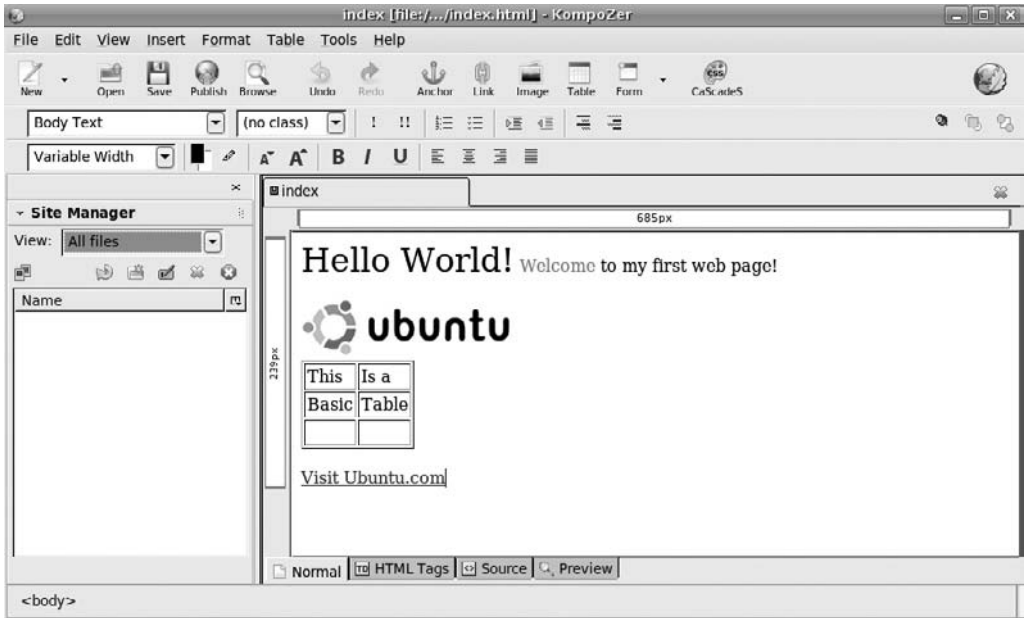 index [file:/.../index.html] - KompoZer
File Edit View Insert Format Table Tools Help
New Open Save Publish Browse Undo Redo Anchor Link Image Table Form CSS CaScadeS
Body Text (no class) ! !!
Variable Width A A B I U
index
Site Manager
685px
View: All files
Name
239px
Hello World! Welcome to my first web page!
ubuntu
This Is a
Basic Table
Visit Ubuntu.com
Normal TD HTML Tags Source Preview
<body>